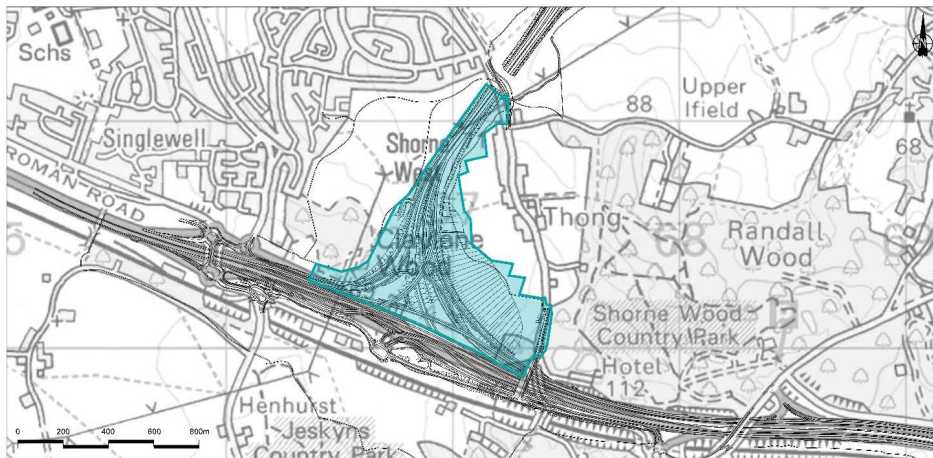 N
Schs
Upper
Ifield
88
68
Singlewell
Shorne
West
ROMAN ROAD
Thong
Claylane
Wood
68
Randall
Wood
Shorne Wood
Country Park
Hotel
112
Henhurst
Jeskyns
Country Park
0 200 400 600 800m